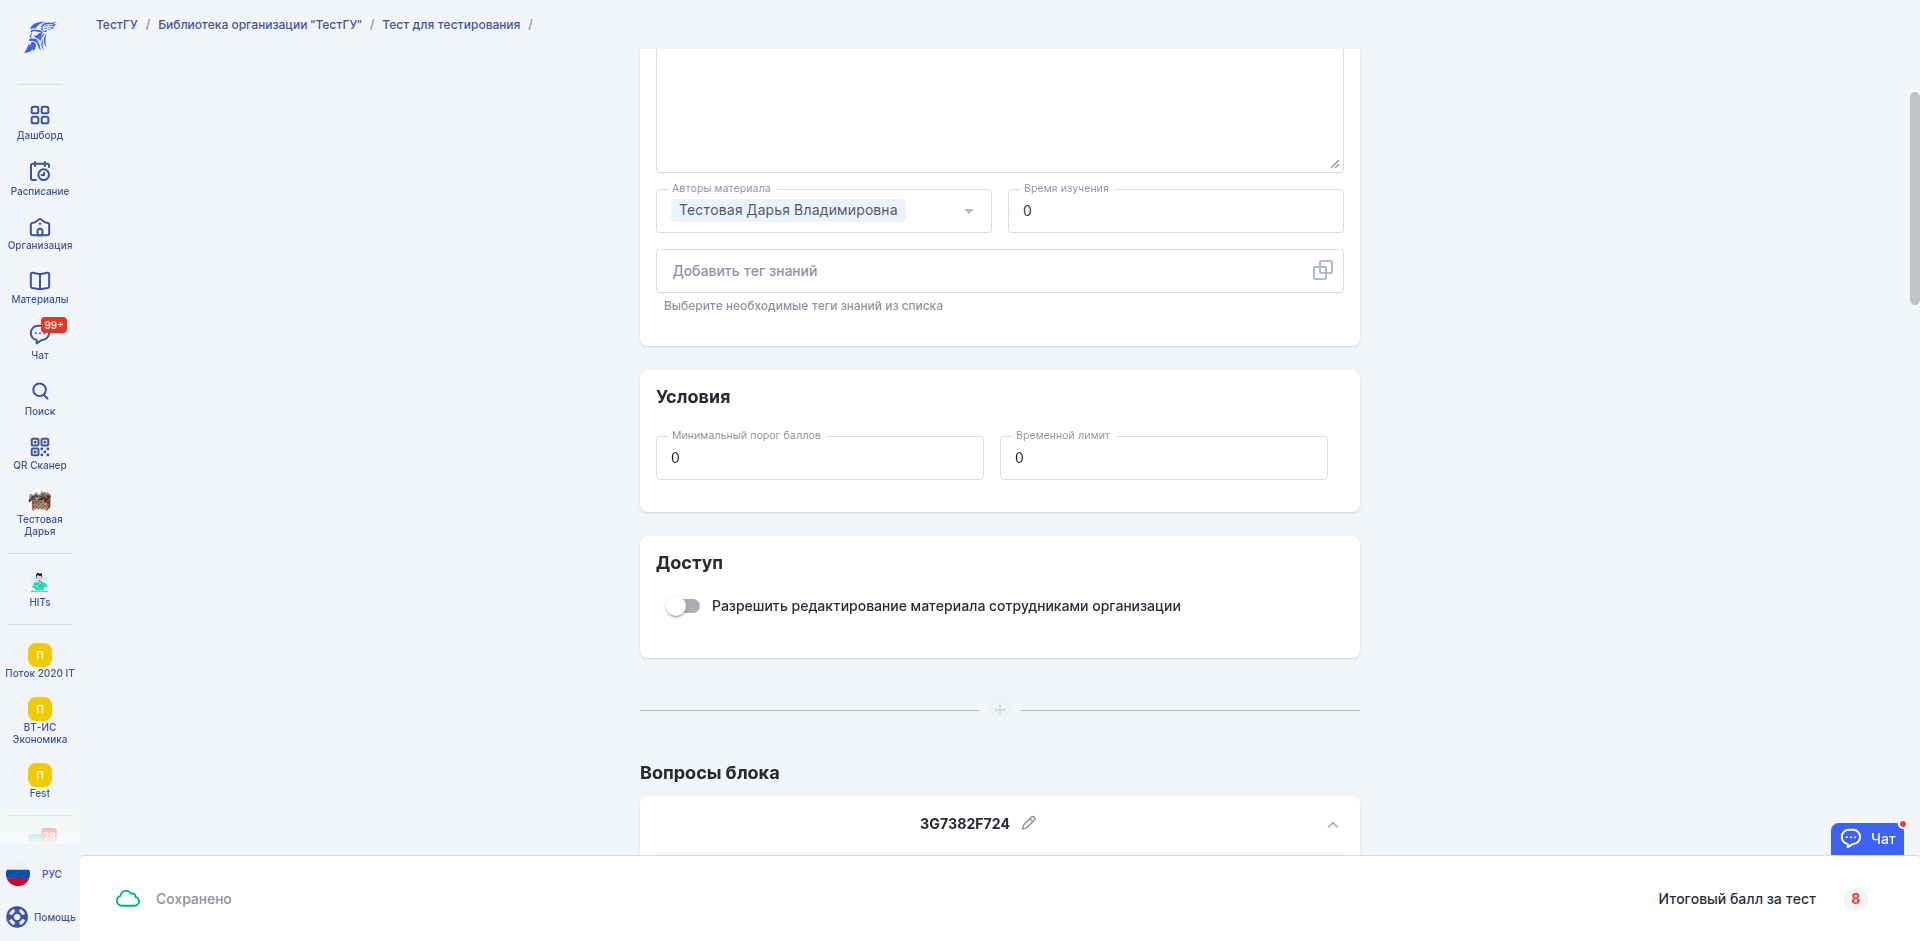 ТестГУ / Библиотека организации "ТестГУ" / Тест для тестирования /
Дашборд
Расписание
Организация
Материалы
99+
Чат
Поиск
QR Сканер
Тестовая
Дарья
HITs
П
Поток 2020 IT
П
ВТ-ИС
Экономика
П
Fest
28
РУС
Помощь
Авторы материала
Тестовая Дарья Владимировна
Время изучения
0
Добавить тег знаний
Выберите необходимые теги знаний из списка
Условия
Минимальный порог баллов
0
Временной лимит
0
Доступ
Разрешить редактирование материала сотрудниками организации
Вопросы блока
3G7382F724
Чат
Сохранено
Итоговый балл за тест 8